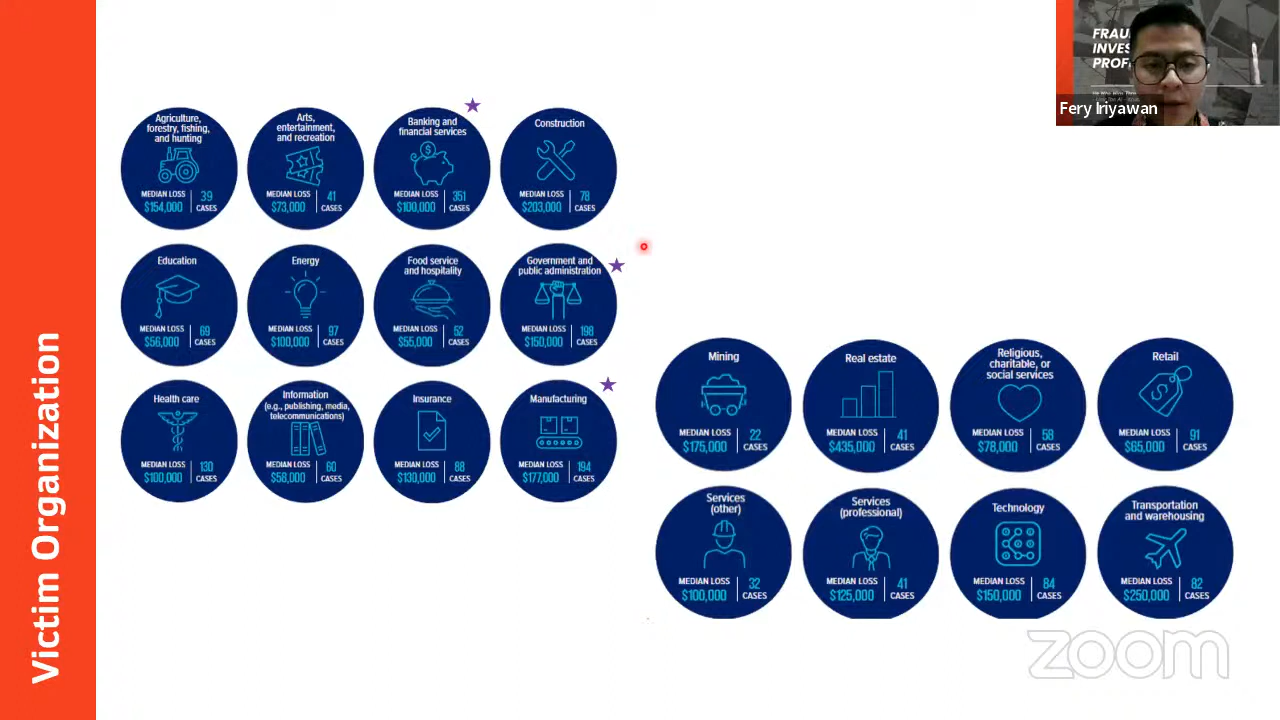 Victim Organization
Agriculture,
forestry, fishing,
and hunting
MEDIAN LOSS
$154,000
39
CASES
Arts,
entertainment,
and recreation
MEDIAN LOSS
$73,000
41
CASES
Banking and
financial services
MEDIAN LOSS
$100,000
351
CASES
Construction
MEDIAN LOSS
$203,000
78
CASES
Education
MEDIAN LOSS
$56,000
69
CASES
Energy
MEDIAN LOSS
$100,000
97
CASES
Food service
and hospitality
MEDIAN LOSS
$55,000
52
CASES
Government and
public administration
MEDIAN LOSS
$150,000
198
CASES
Health care
MEDIAN LOSS
$100,000
130
CASES
Information
(e.g., publishing, media,
telecommunications)
MEDIAN LOSS
$58,000
60
CASES
Insurance
MEDIAN LOSS
$130,000
88
CASES
Manufacturing
MEDIAN LOSS
$177,000
194
CASES
Mining
MEDIAN LOSS
$175,000
22
CASES
Real estate
MEDIAN LOSS
$435,000
41
CASES
Religious,
charitable, or
social services
MEDIAN LOSS
$78,000
58
CASES
Retail
MEDIAN LOSS
$65,000
91
CASES
Services
(other)
MEDIAN LOSS
$100,000
32
CASES
Services
(professional)
MEDIAN LOSS
$125,000
41
CASES
Technology
MEDIAN LOSS
$150,000
84
CASES
Transportation
and warehousing
MEDIAN LOSS
$250,000
82
CASES
FRAU
INVES
PROF
Fery Iriyawan
zoom